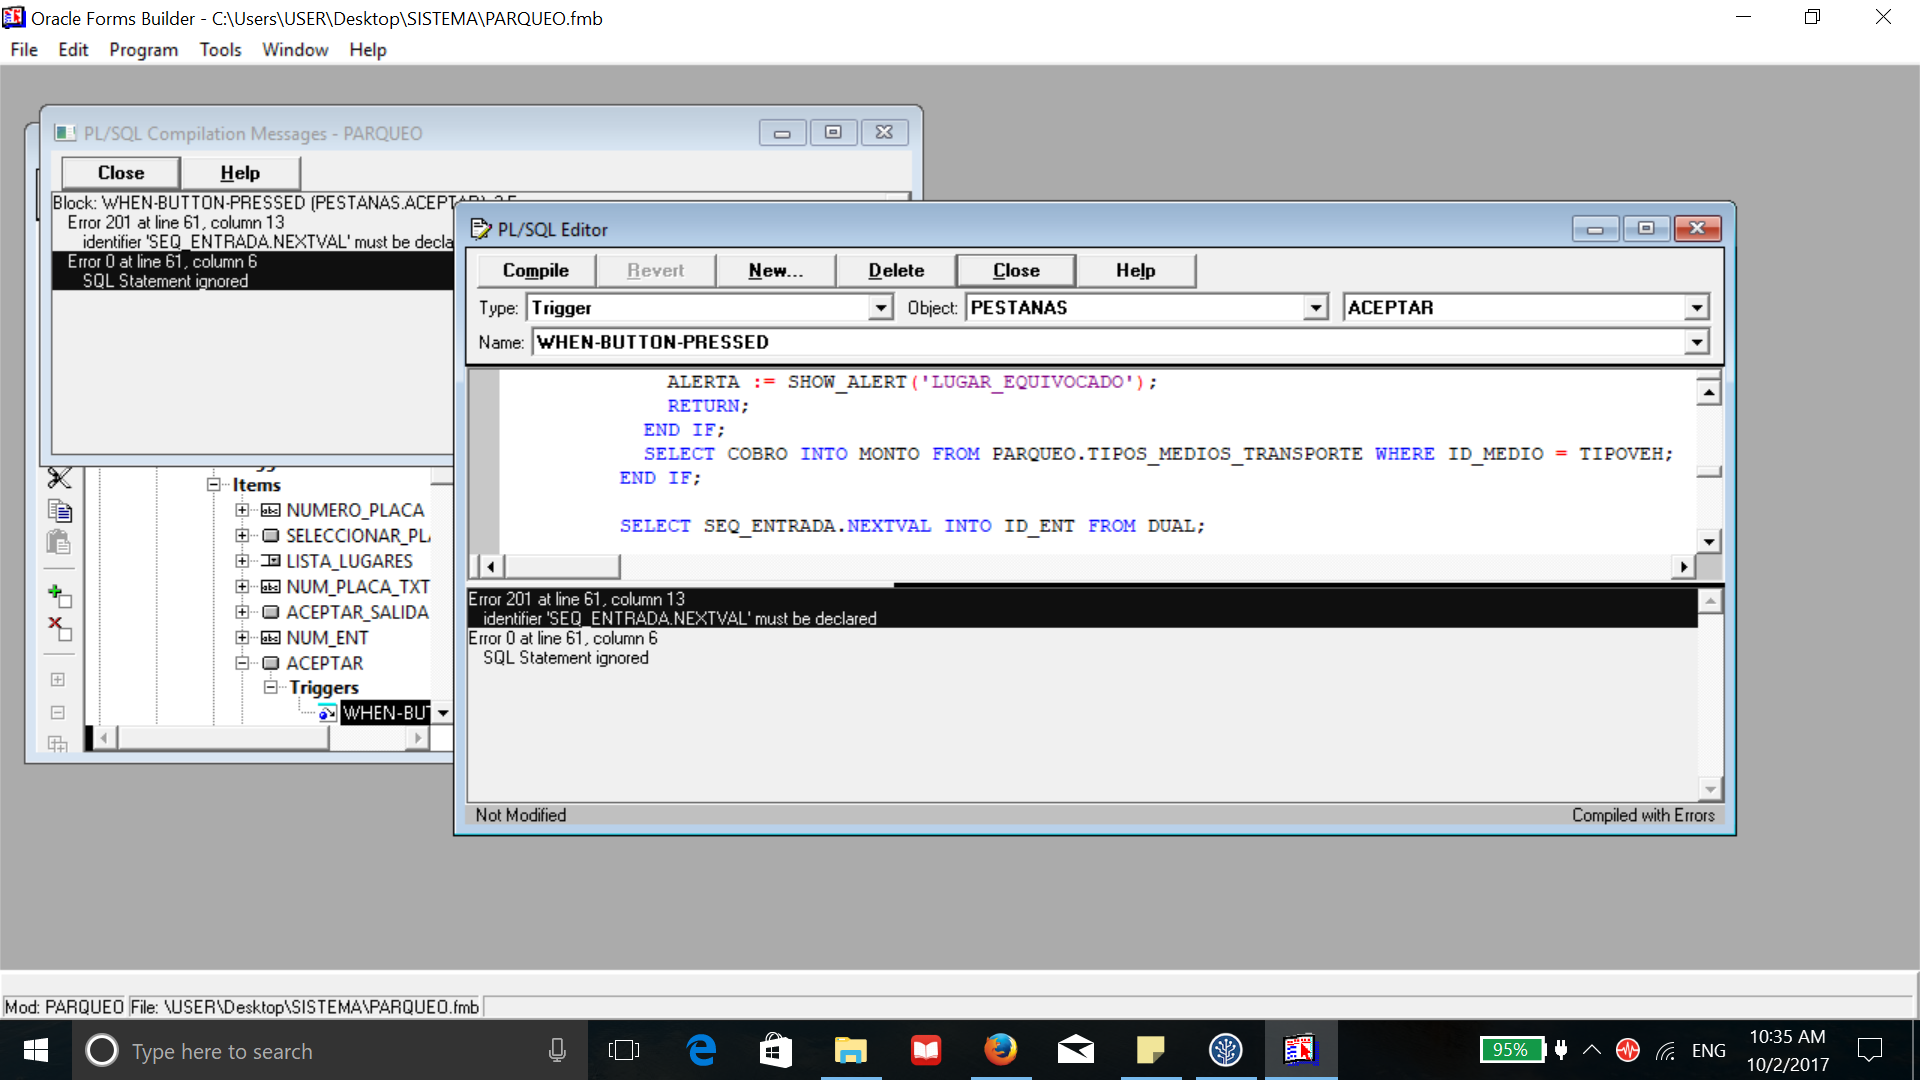 Oracle Forms Builder - C:\Users\USER\Desktop\SISTEMA\PARQUEO.fmb
File Edit Program Tools Window Help
PL/SQL Compilation Messages - PARQUEO
Close Help
Block: WHEN-BUTTON-PRESSED (PESTANAS.ACEPTAR)
Error 201 at line 61, column 13
identifier 'SEQ_ENTRADA.NEXTVAL' must be decla
Error 0 at line 61, column 6
SQL Statement ignored
Items
NUMERO_PLACA
SELECCIONAR_PL
LISTA_LUGARES
NUM_PLACA_TXT
ACEPTAR_SALIDA
NUM_ENT
ACEPTAR
Triggers
WHEN-BUT
PL/SQL Editor
Compile Revert New... Delete Close Help
Type: Trigger Object: PESTANAS ACEPTAR
Name: WHEN-BUTTON-PRESSED
ALERTA := SHOW_ALERT('LUGAR_EQUIVOCADO');
RETURN;
END IF;
SELECT COBRO INTO MONTO FROM PARQUEO.TIPOS_MEDIOS_TRANSPORTE WHERE ID_MEDIO = TIPOVEH;
END IF;
SELECT SEQ_ENTRADA.NEXTVAL INTO ID_ENT FROM DUAL;
Error 201 at line 61, column 13
identifier 'SEQ_ENTRADA.NEXTVAL' must be declared
Error 0 at line 61, column 6
SQL Statement ignored
Not Modified Compiled with Errors
Mod: PARQUEO File: \USER\Desktop\SISTEMA\PARQUEO.fmb
Type here to search
95% ENG
10:35 AM
10/2/2017